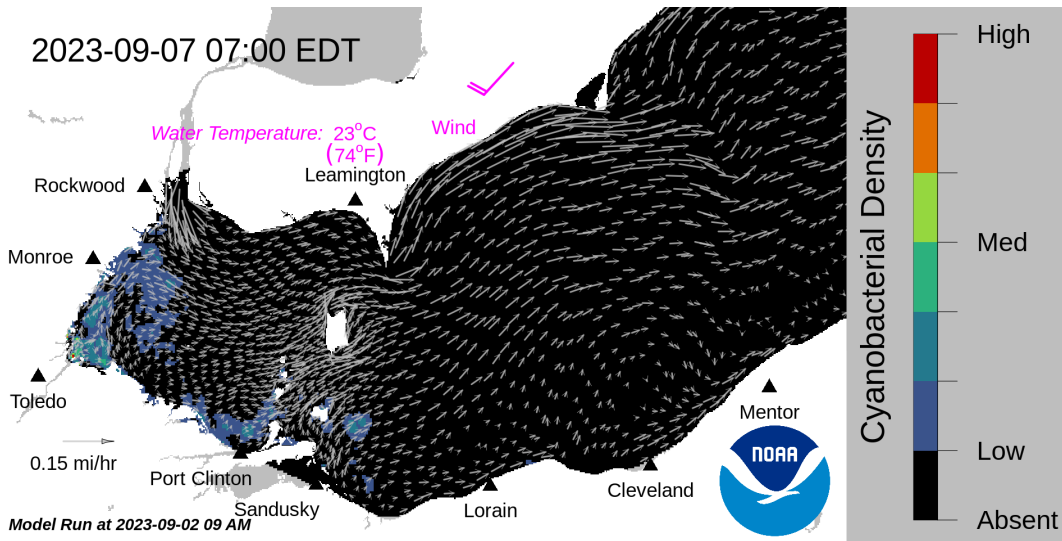 2023-09-07 07:00 EDT
Water Temperature: 23°C
(74°F)
Wind
Leamington
Rockwood
Monroe
Toledo
0.15 mi/hr
Port Clinton
Sandusky
Lorain
Cleveland
Mentor
NOAA
Model Run at 2023-09-02 09 AM
Cyanobacterial Density
High
Med
Low
Absent